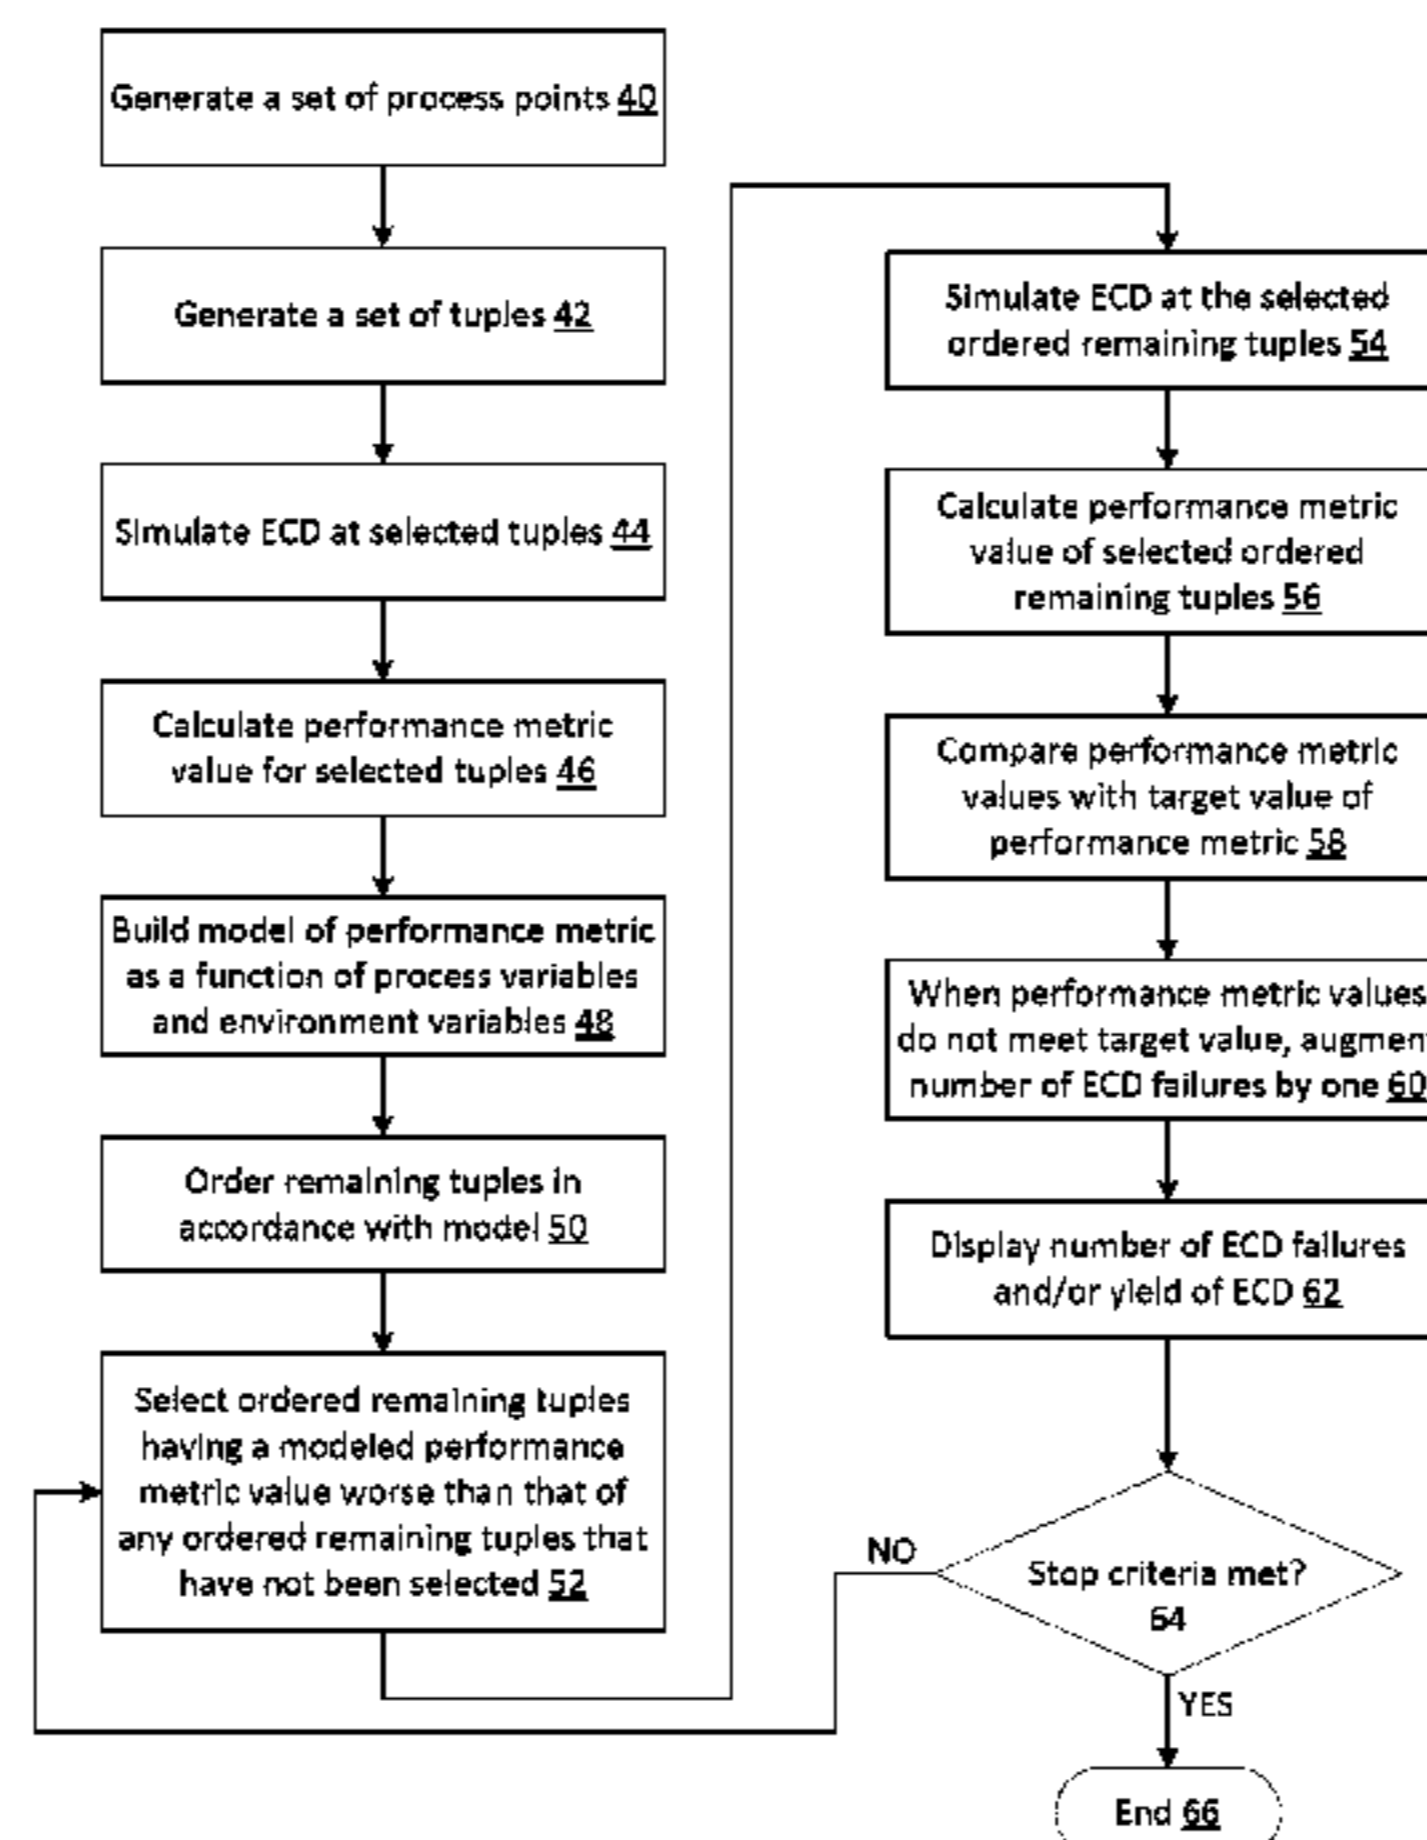 Generate a set of process points 40
Generate a set of tuples 42
Simulate ECD at selected tuples 44
Calculate performance metric
value for selected tuples 46
Build model of performance metric
as a function of process variables
and environment variables 48
Order remaining tuples in
accordance with model 50
Select ordered remaining tuples
having a modeled performance
metric value worse than that of
any ordered remaining tuples that
have not been selected 52
Simulate ECD at the selected
ordered remaining tuples 54
Calculate performance metric
value of selected ordered
remaining tuples 56
Compare performance metric
values with target value of
performance metric 58
When performance metric values
do not meet target value, augment
number of ECD failures by one 60
Display number of ECD failures
and/or yield of ECD 62
NO
Stop criteria met?
64
YES
End 66